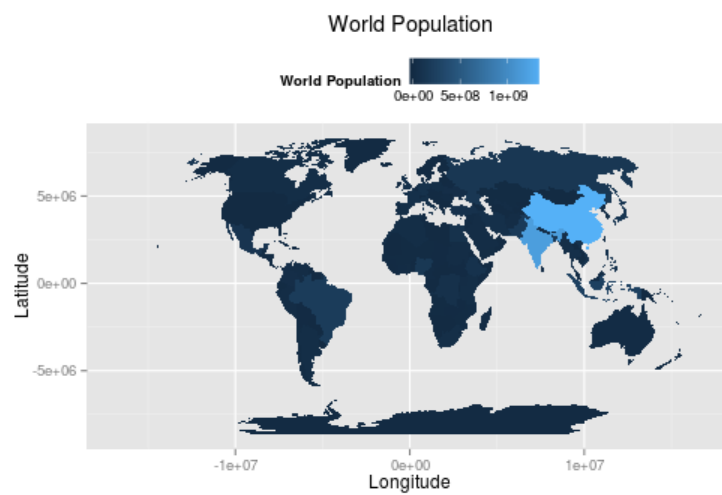 World Population
World Population
0e+00 5e+08 1e+09
5e+06
0e+00
-5e+06
Latitude
-1e+07 0e+00 1e+07
Longitude